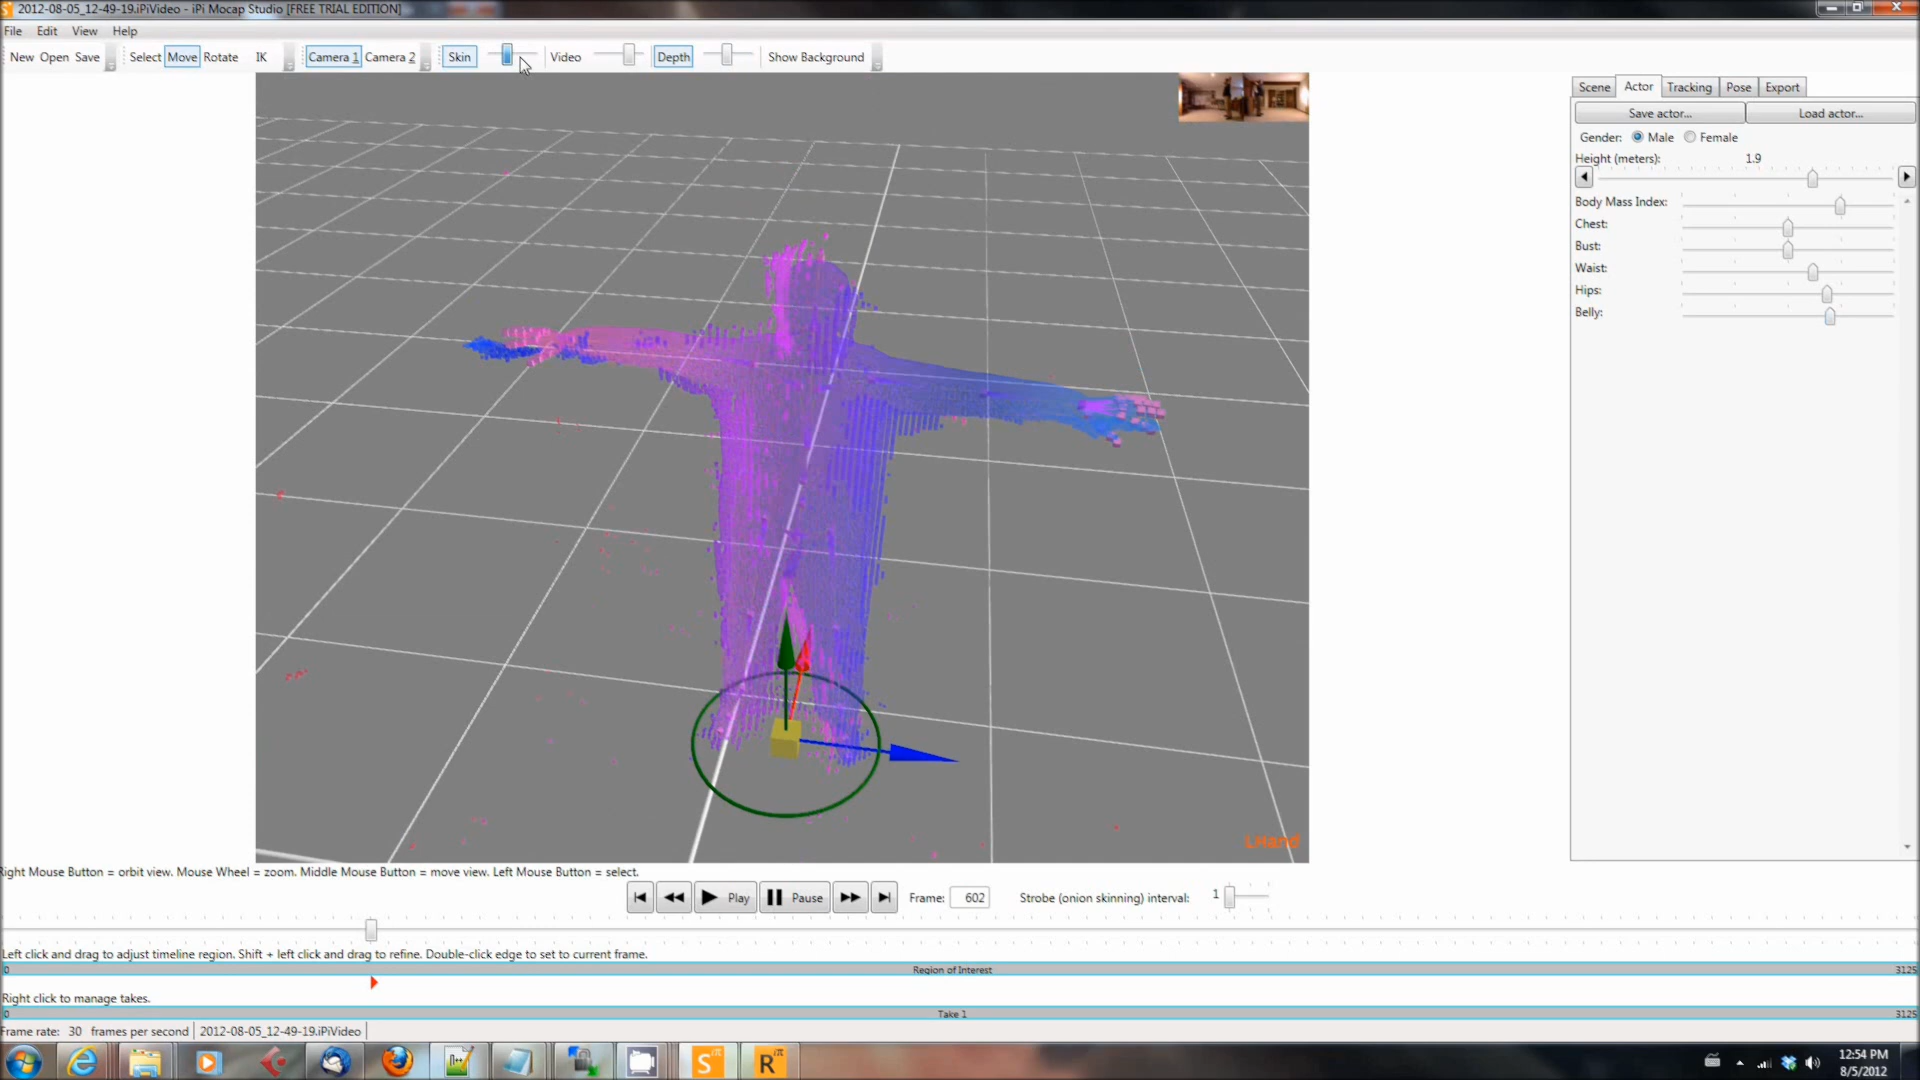 2012-08-05_12-49-19.iPiVideo - iPi Mocap Studio [FREE TRIAL EDITION]
File Edit View Help
New Open Save Select Move Rotate IK Camera 1 Camera 2 Skin Video Depth Show Background
Scene Actor Tracking Pose Export
Save actor... Load actor...
Gender: Male Female
Height (meters): 1.9
Body Mass Index:
Chest:
Bust:
Waist:
Hips:
Belly:
LHand
Right Mouse Button = orbit view. Mouse Wheel = zoom. Middle Mouse Button = move view. Left Mouse Button = select.
Play Pause Frame: 602 Strobe (onion skinning) interval: 1
Left click and drag to adjust timeline region. Shift + left click and drag to refine. Double-click edge to set to current frame.
0 Region of Interest 3125
Right click to manage takes.
0 Take 1 3125
Frame rate: 30 frames per second 2012-08-05_12-49-19.iPiVideo
S R
12:54 PM
8/5/2012